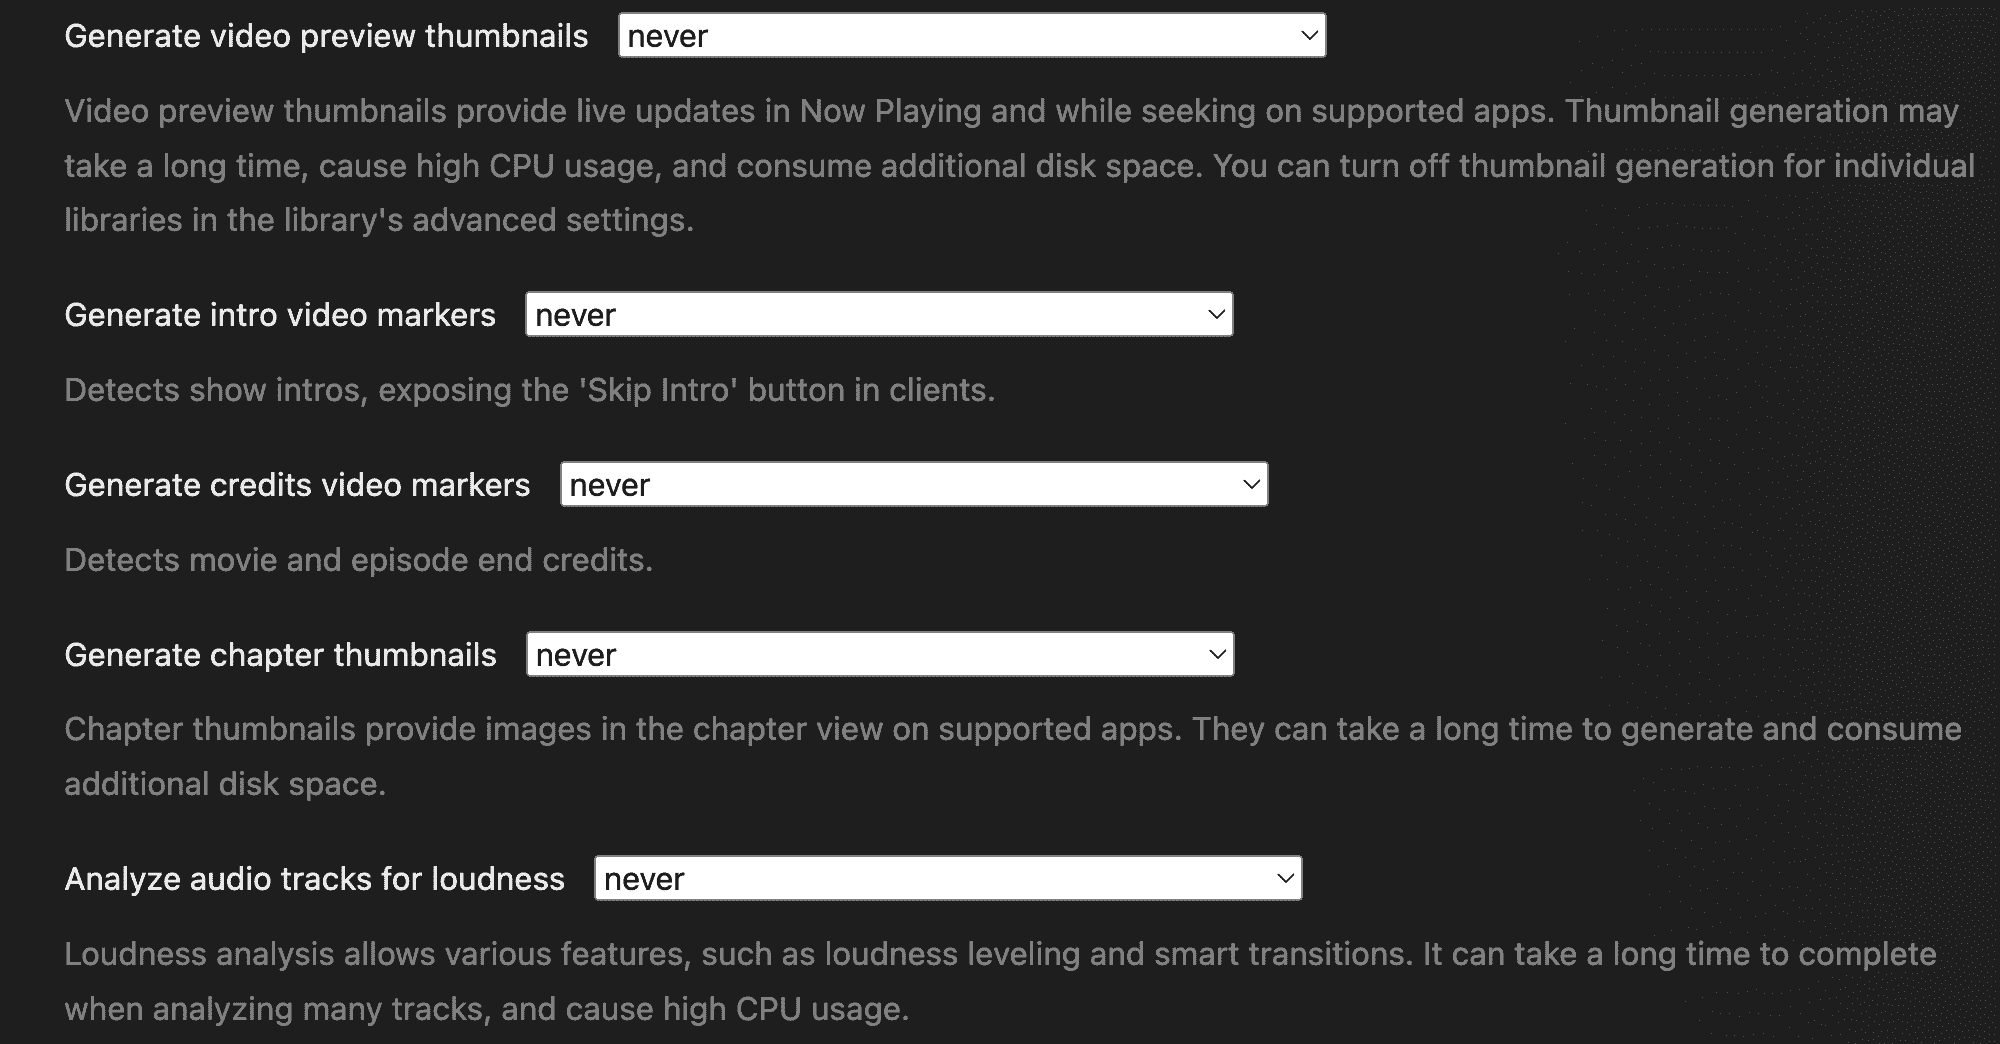 Generate video preview thumbnails never
Video preview thumbnails provide live updates in Now Playing and while seeking on supported apps. Thumbnail generation may
take a long time, cause high CPU usage, and consume additional disk space. You can turn off thumbnail generation for individual
libraries in the library's advanced settings.
Generate intro video markers never
Detects show intros, exposing the 'Skip Intro' button in clients.
Generate credits video markers never
Detects movie and episode end credits.
Generate chapter thumbnails never
Chapter thumbnails provide images in the chapter view on supported apps. They can take a long time to generate and consume
additional disk space.
Analyze audio tracks for loudness never
Loudness analysis allows various features, such as loudness leveling and smart transitions. It can take a long time to complete
when analyzing many tracks, and cause high CPU usage.